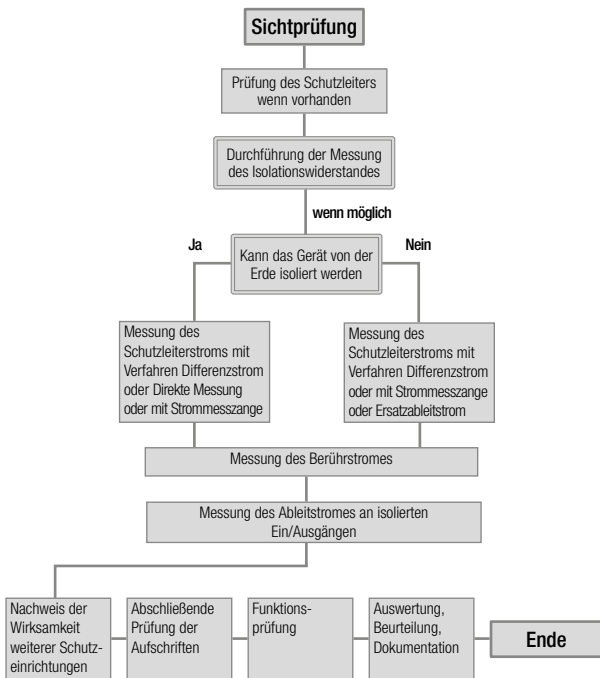 Sichtprüfung
Prüfung des Schutzleiters
wenn vorhanden
Durchführung der Messung
des Isolationswiderstandes
wenn möglich
Ja
Kann das Gerät von der
Erde isoliert werden
Nein
Messung des
Schutzleiterstroms mit
Verfahren Differenzstrom
oder Direkte Messung
oder mit Strommesszange
Messung des
Schutzleiterstroms mit
Verfahren Differenzstrom
oder mit Strommesszange
oder Ersatzableitstrom
Messung des Berührstromes
Messung des Ableitstromes an isolierten
Ein/Ausgängen
Nachweis der
Wirksamkeit
weiterer Schutz-
einrichtungen
Abschließende
Prüfung der
Aufschriften
Funktions-
prüfung
Auswertung,
Beurteilung,
Dokumentation
Ende